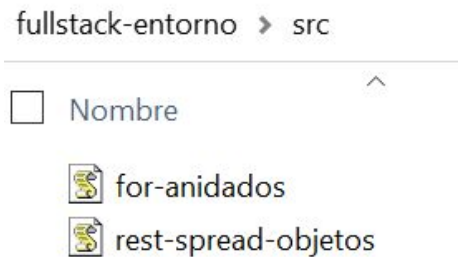 fullstack-entorno > src
Nombre
for-anidados
rest-spread-objetos